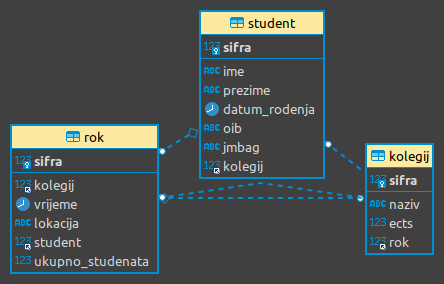 student
sifra
ABC ime
ABC prezime
datum_rodenja
ABC oib
ABC jmbag
123 kolegij
rok
123 sifra
123 kolegij
vrijeme
ABC lokacija
123 student
123 ukupno_studenata
kolegij
123 sifra
ABC naziv
123 ects
123 rok